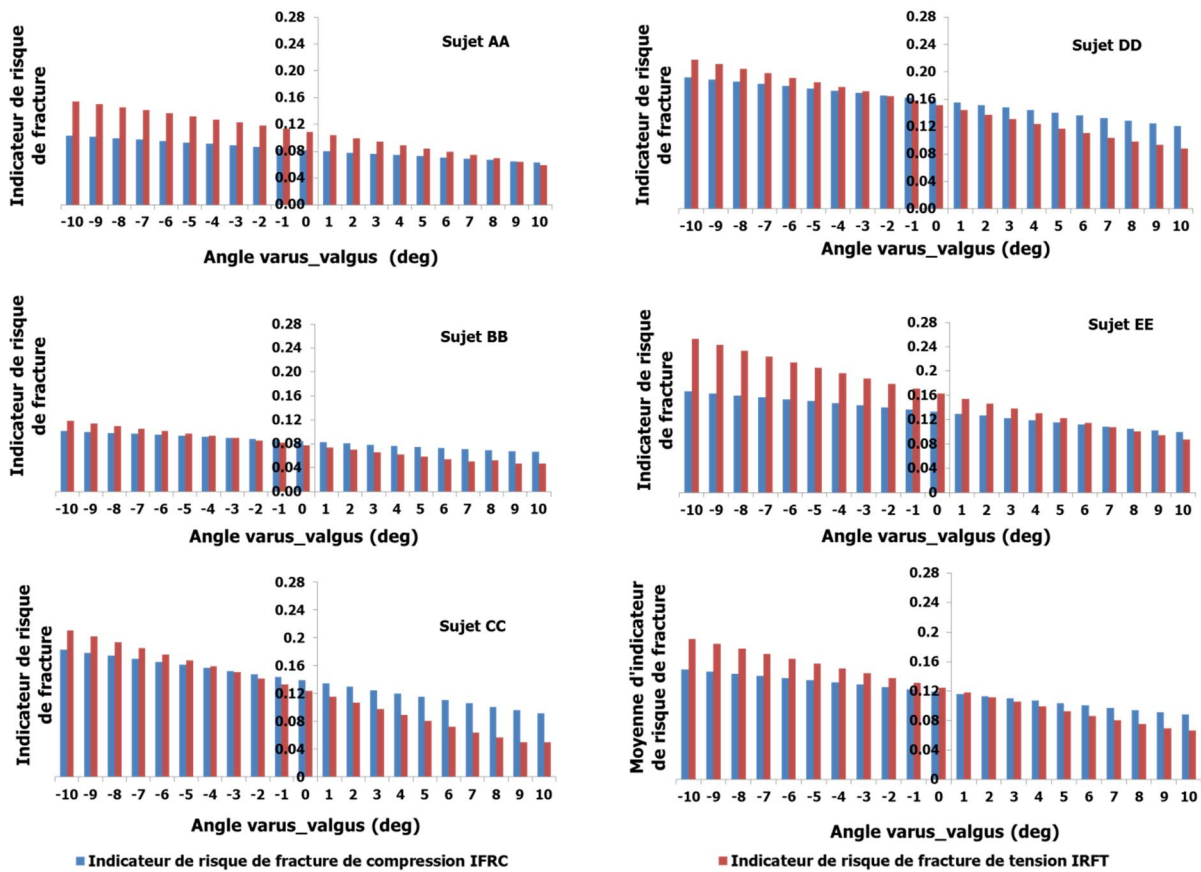 Indicateur de risque
de fracture
0.28
0.24
0.20
0.16
0.12
0.08
0.04
0.00
Sujet AA
-10 -9 -8 -7 -6 -5 -4 -3 -2 -1 0 1 2 3 4 5 6 7 8 9 10
Angle varus_valgus (deg)
Indicateur de risque
de fracture
0.28
0.24
0.20
0.16
0.12
0.08
0.04
0.00
Sujet DD
-10 -9 -8 -7 -6 -5 -4 -3 -2 -1 0 1 2 3 4 5 6 7 8 9 10
Angle varus_valgus (deg)
Indicateur de risque
de fracture
0.28
0.24
0.20
0.16
0.12
0.08
0.04
0.00
Sujet BB
-10 -9 -8 -7 -6 -5 -4 -3 -2 -1 0 1 2 3 4 5 6 7 8 9 10
Angle varus_valgus (deg)
Indicateur de risque
de fracture
0.28
0.24
0.2
0.16
0.12
0.08
0.04
0
Sujet EE
-10 -9 -8 -7 -6 -5 -4 -3 -2 -1 0 1 2 3 4 5 6 7 8 9 10
Angle varus_valgus (deg)
Indicateur de risque
de fracture
0.28
0.24
0.2
0.16
0.12
0.08
0.04
0
Sujet CC
-10 -9 -8 -7 -6 -5 -4 -3 -2 -1 0 1 2 3 4 5 6 7 8 9 10
Angle varus_valgus (deg)
Moyenne d'indicateur
de risque de fracture
0.28
0.24
0.2
0.16
0.12
0.08
0.04
0
-10 -9 -8 -7 -6 -5 -4 -3 -2 -1 0 1 2 3 4 5 6 7 8 9 10
Angle varus_valgus (deg)
Indicateur de risque de fracture de compression IFRC
Indicateur de risque de fracture de tension IRFT